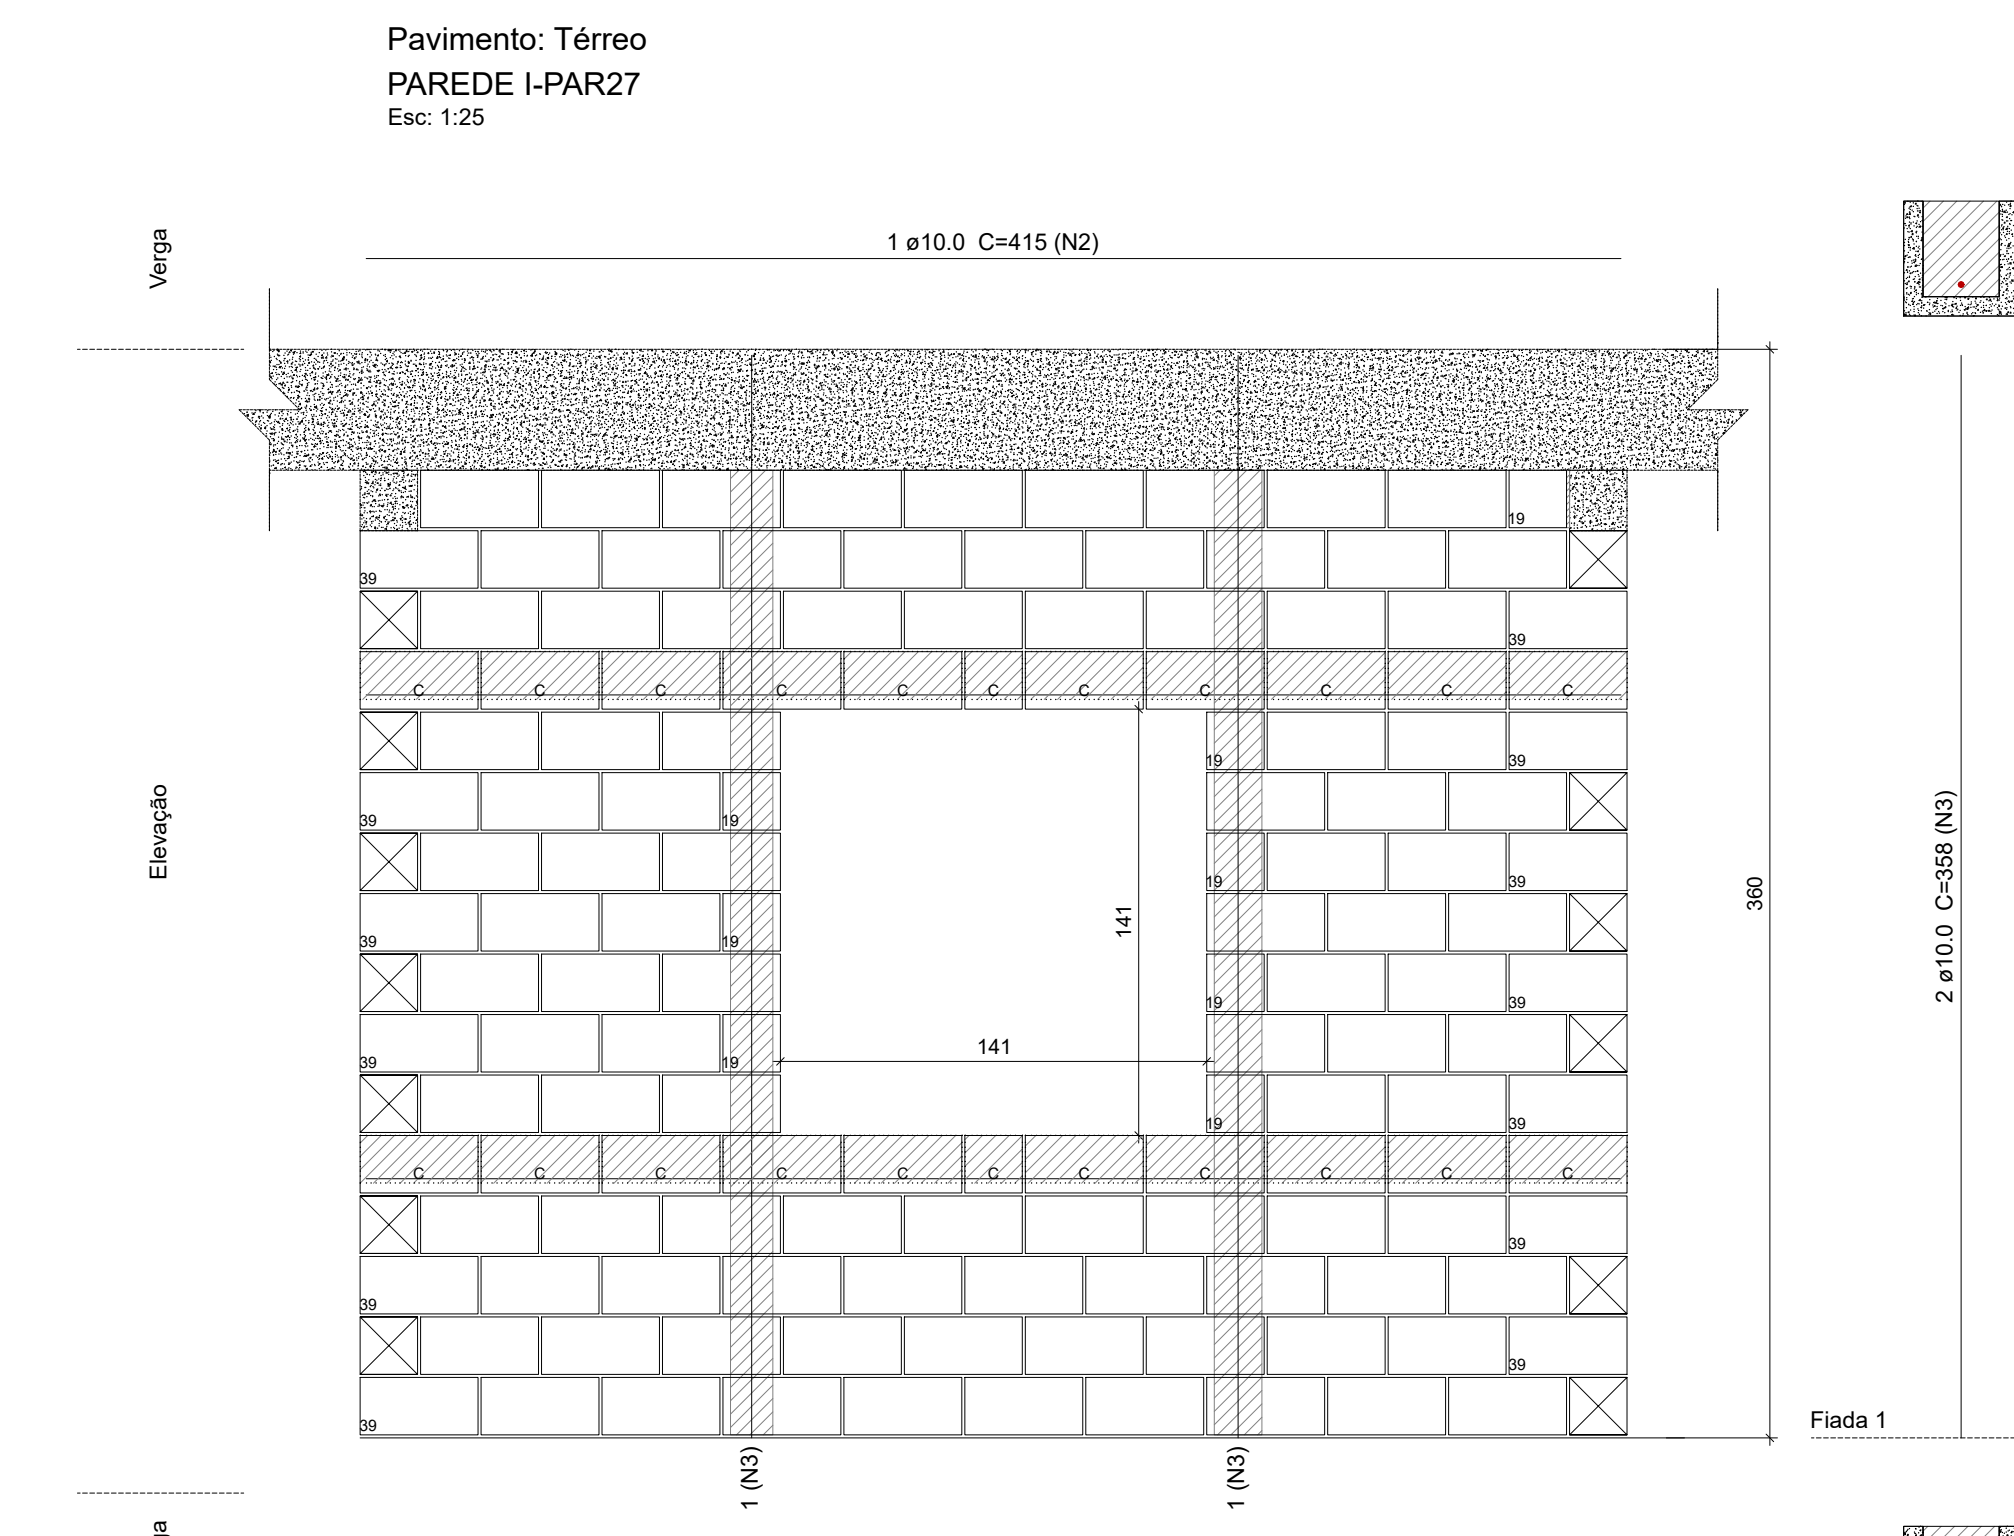 Pavimento: Térreo
PAREDE I-PAR27
Esc: 1:25
Verga
1 ø10.0 C=415 (N2)
19
39
39
C C C C C C C C C C C
19 39
39 19
19 39
39 19
19 39
39 19
19 39
141
141
360
Elevação
2 ø10.0 C=358 (N3)
C C C C C C C C C C C
39
39
39
39
Fiada 1
1 (N3)
1 (N3)